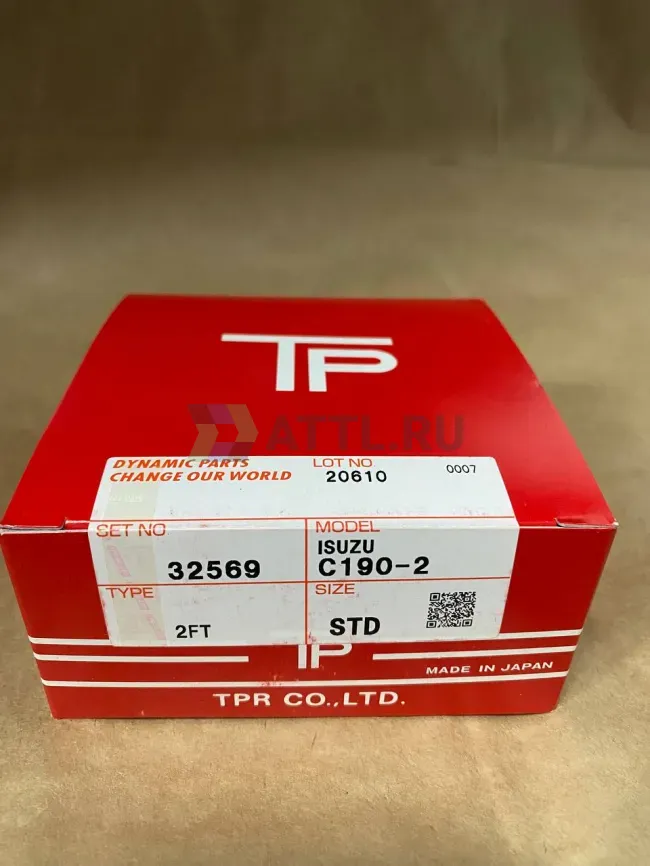 TP
ATTL.RU
DYNAMIC PARTS
CHANGE OUR WORLD
LOT NO
20610
0007
SET NO.
32569
MODEL
ISUZU
C190-2
TYPE
2FT
SIZE
STD
TP
MADE IN JAPAN
TPR CO.,LTD.